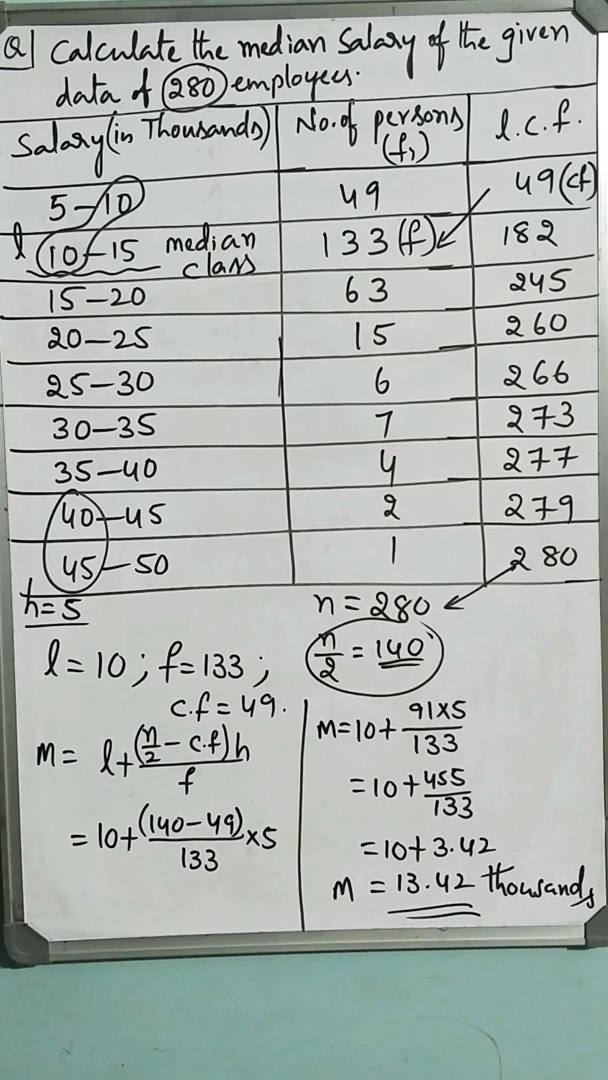 Q| Calculate the median Salary of the given
data of 280 employees.
Salary (in Thousands) No. of persons (f₁) l.c.f.
5-10 49 49 (cf)
l 10-15 median class 133 (f) 182
15-20 63 245
20-25 15 260
25-30 6 266
30-35 7 273
35-40 4 277
40-45 2 279
45-50 1 280
h=5 n=280
l=10; f=133; n/2 = 140
c.f=49.
M= l+(n/2-c.f)h/f
=10+(140-49)/133 ×5
M=10+ 91×5/133
=10+455/133
=10+3.42
M =13.42 thousands